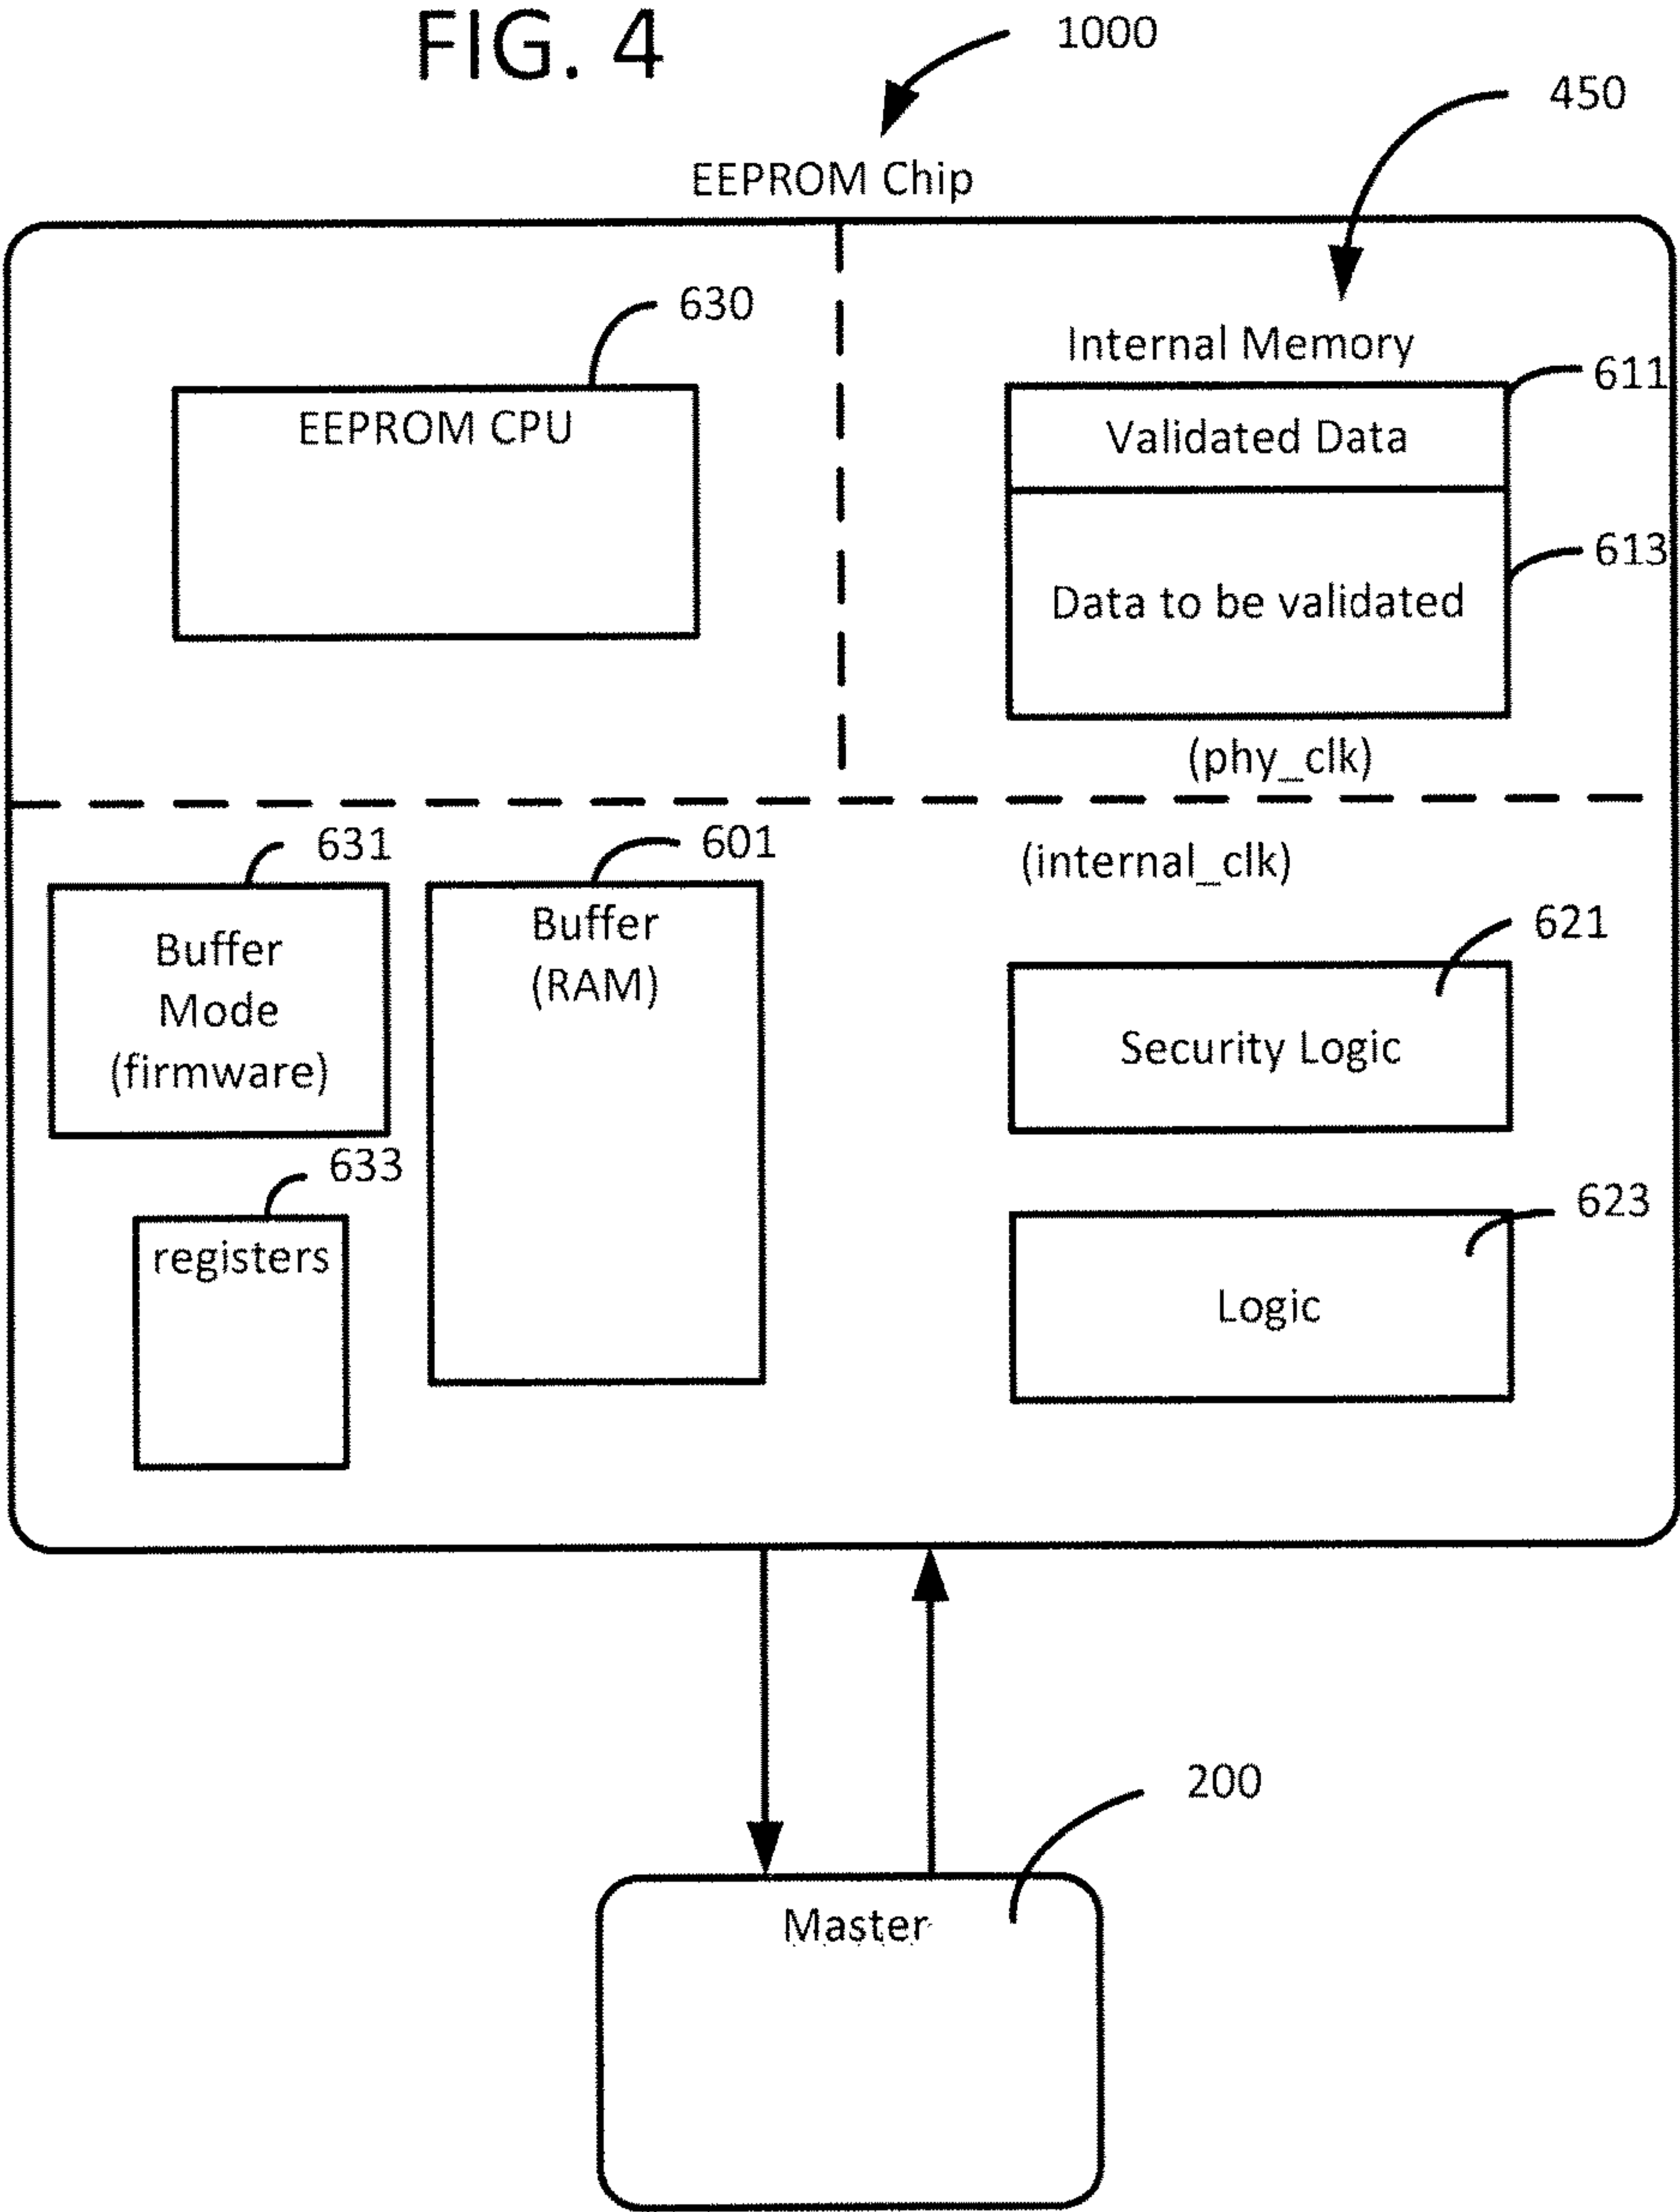 FIG. 4
1000
450
EEPROM Chip
630
Internal Memory
611
EEPROM CPU
Validated Data
613
Data to be validated
(phy_clk)
631
601
(internal_clk)
Buffer
Mode
(firmware)
Buffer
(RAM)
621
Security Logic
633
registers
623
Logic
200
Master